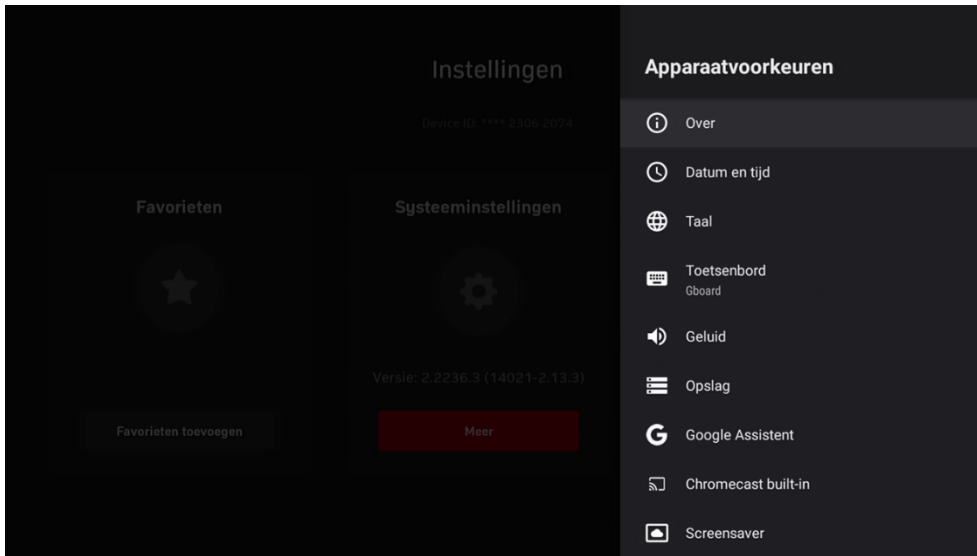 Instellingen
Device ID: **** 2306 2074
Favorieten
Systeeminstellingen
Versie: 2.2236.3 (14021-2.13.3)
Favorieten toevoegen
Meer
Apparaatvoorkeuren
Over
Datum en tijd
Taal
Toetsenbord
Gboard
Geluid
Opslag
Google Assistent
Chromecast built-in
Screensaver